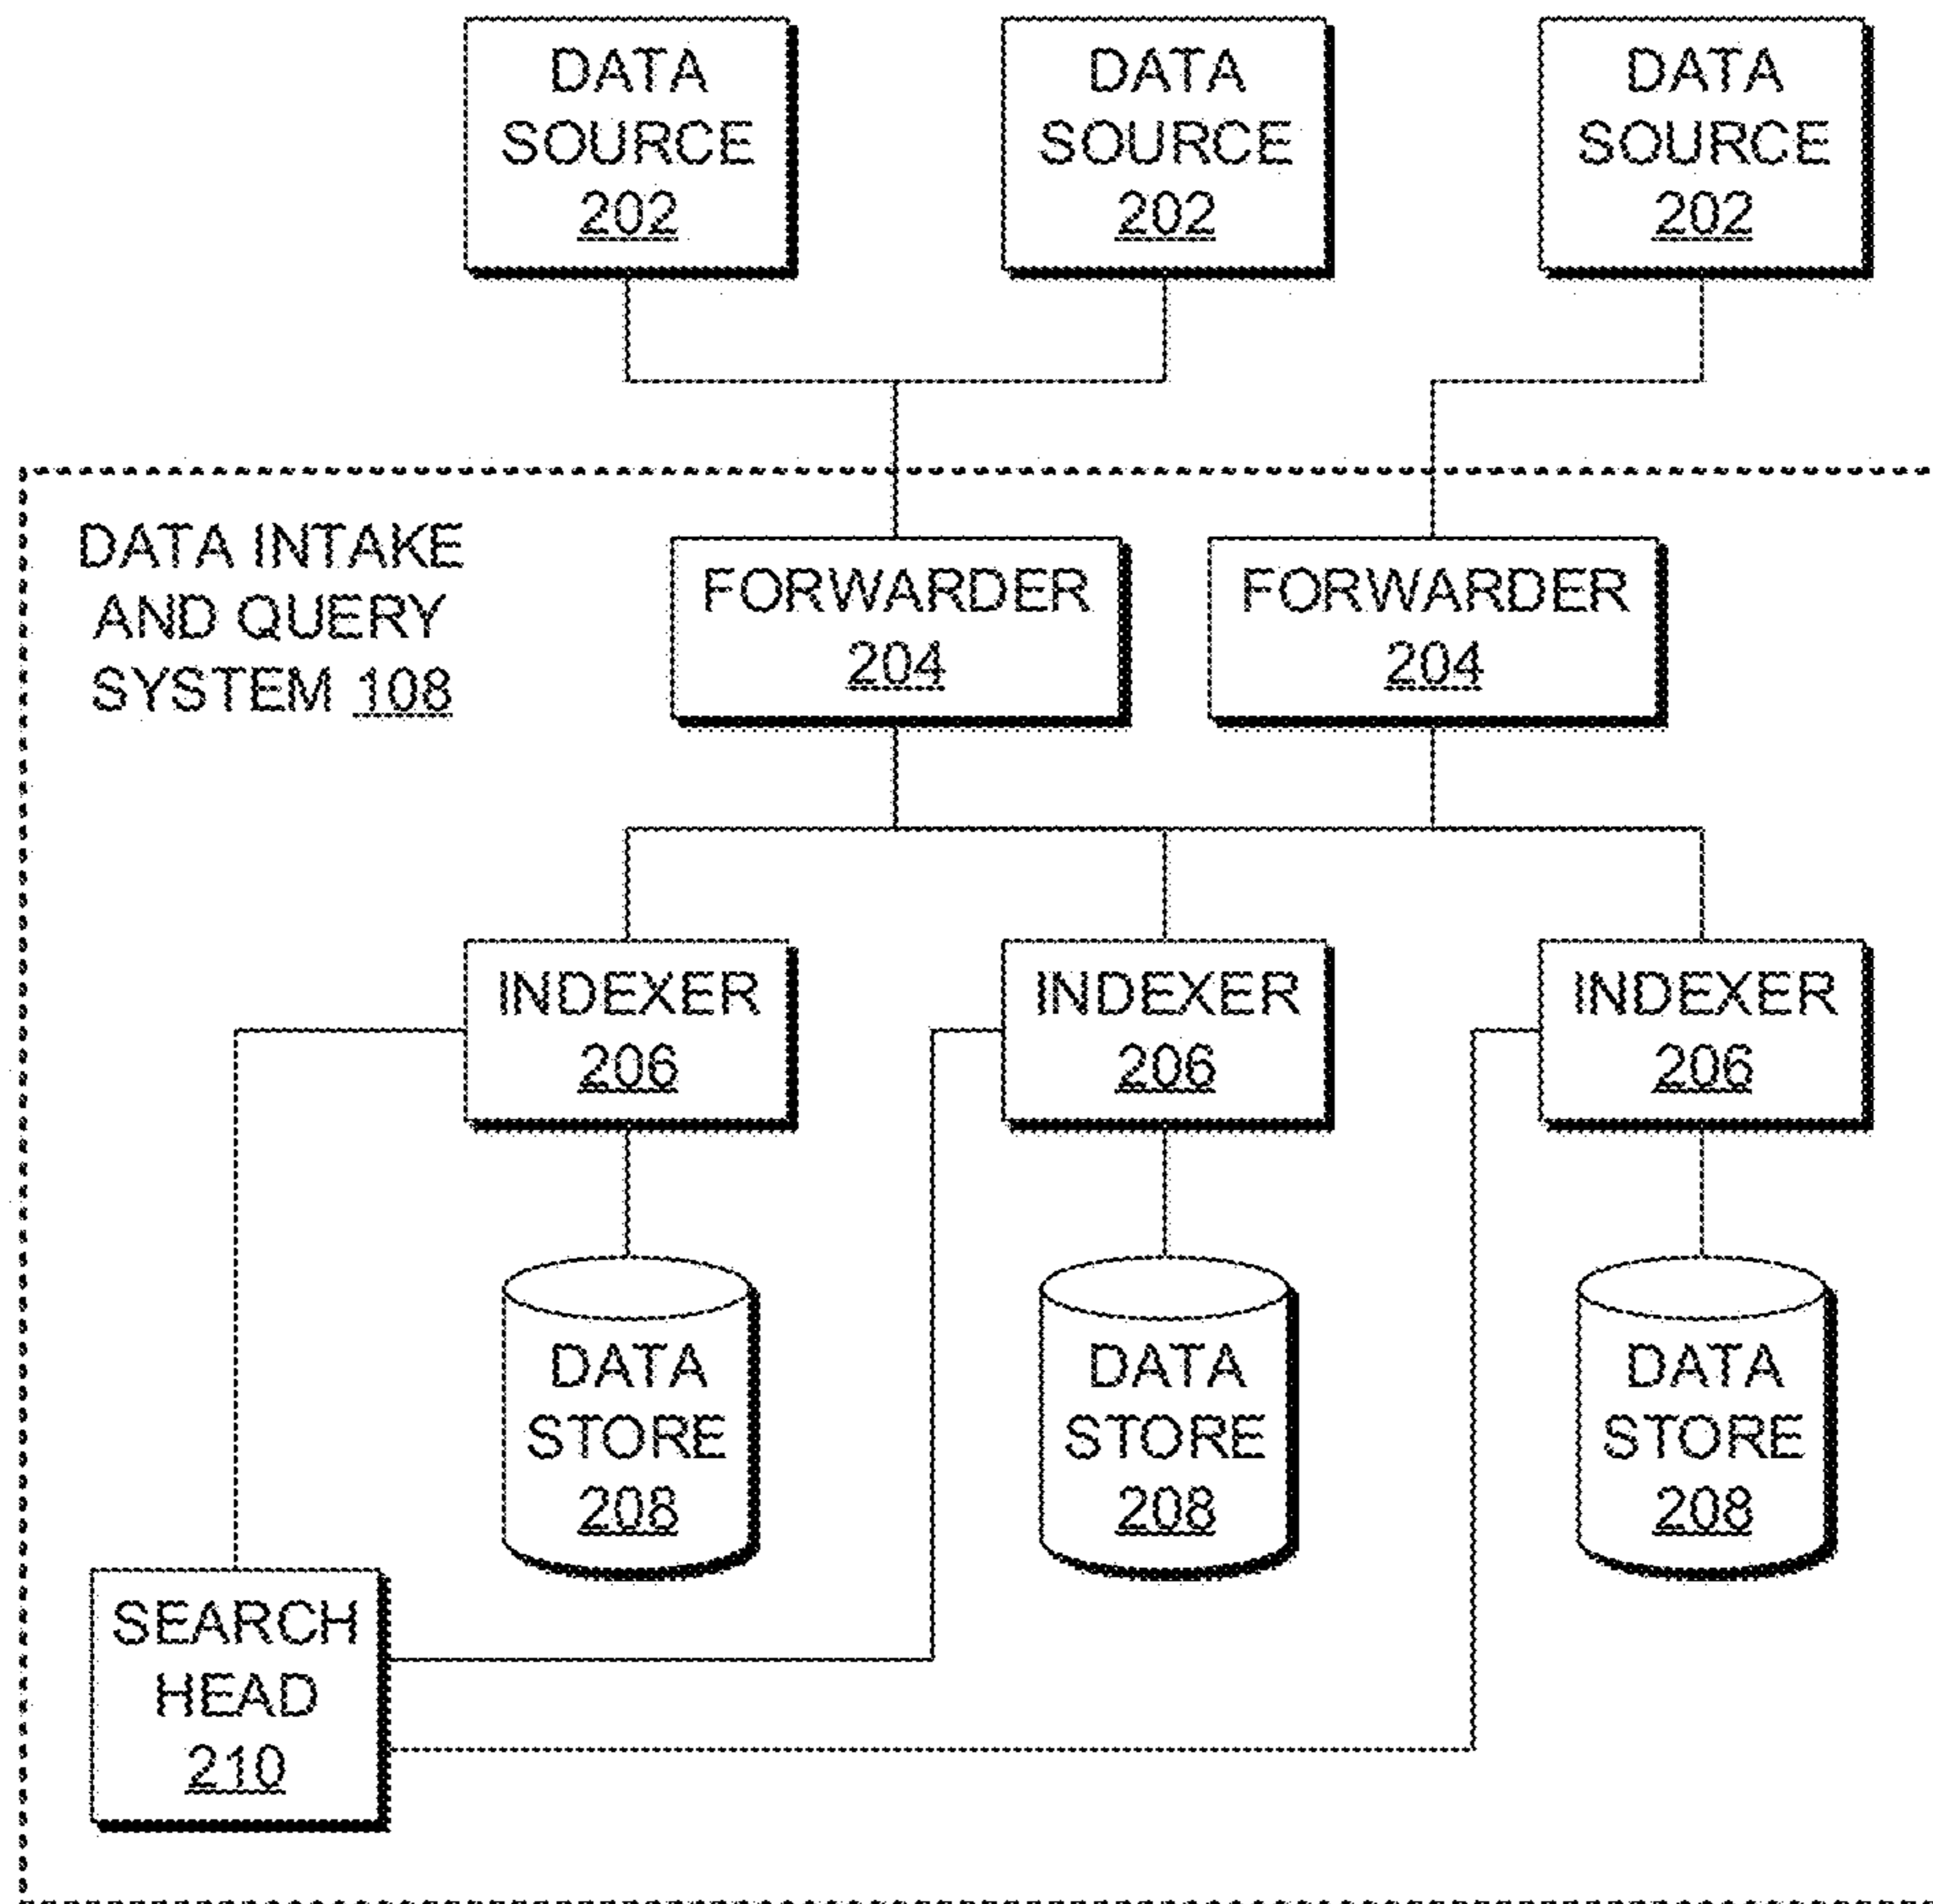 DATA
SOURCE
202
DATA
SOURCE
202
DATA
SOURCE
202
DATA INTAKE
AND QUERY
SYSTEM 108
FORWARDER
204
FORWARDER
204
INDEXER
206
INDEXER
206
INDEXER
206
DATA
STORE
208
DATA
STORE
208
DATA
STORE
208
SEARCH
HEAD
210